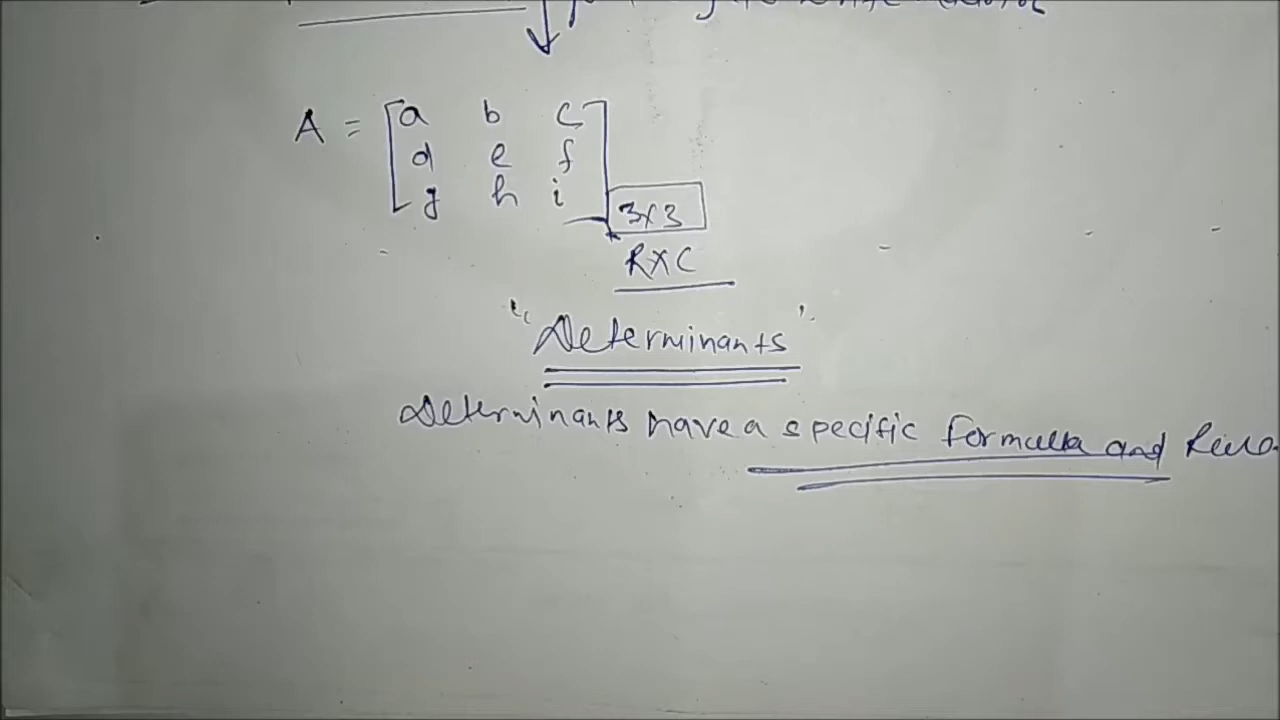 A = [a b c
d e f
g h i] 3x3
RXC
"Determinants"
Determinants have a specific formula and